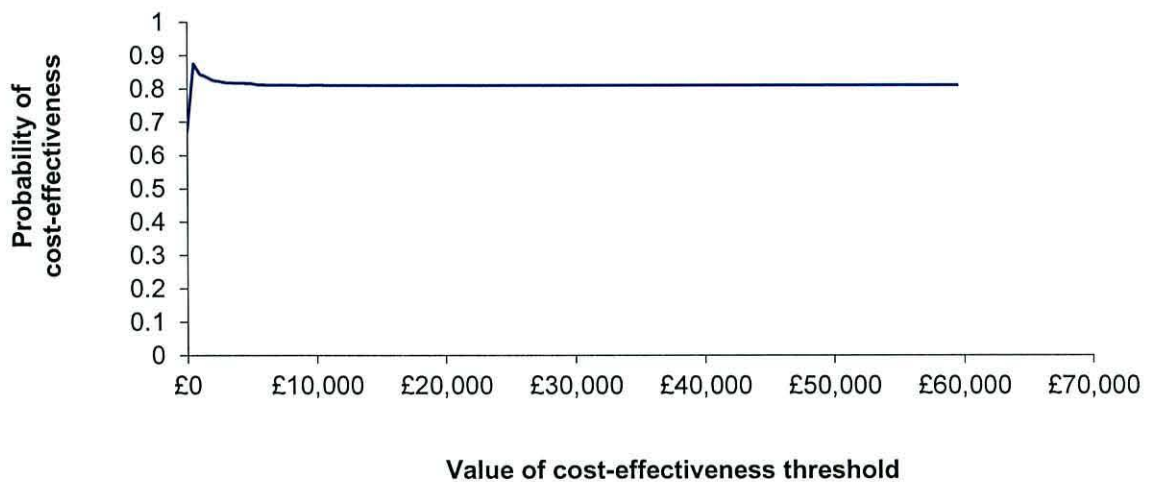 Probability of
cost-effectiveness
1
0.9
0.8
0.7
0.6
0.5
0.4
0.3
0.2
0.1
0
£0 £10,000 £20,000 £30,000 £40,000 £50,000 £60,000 £70,000
Value of cost-effectiveness threshold